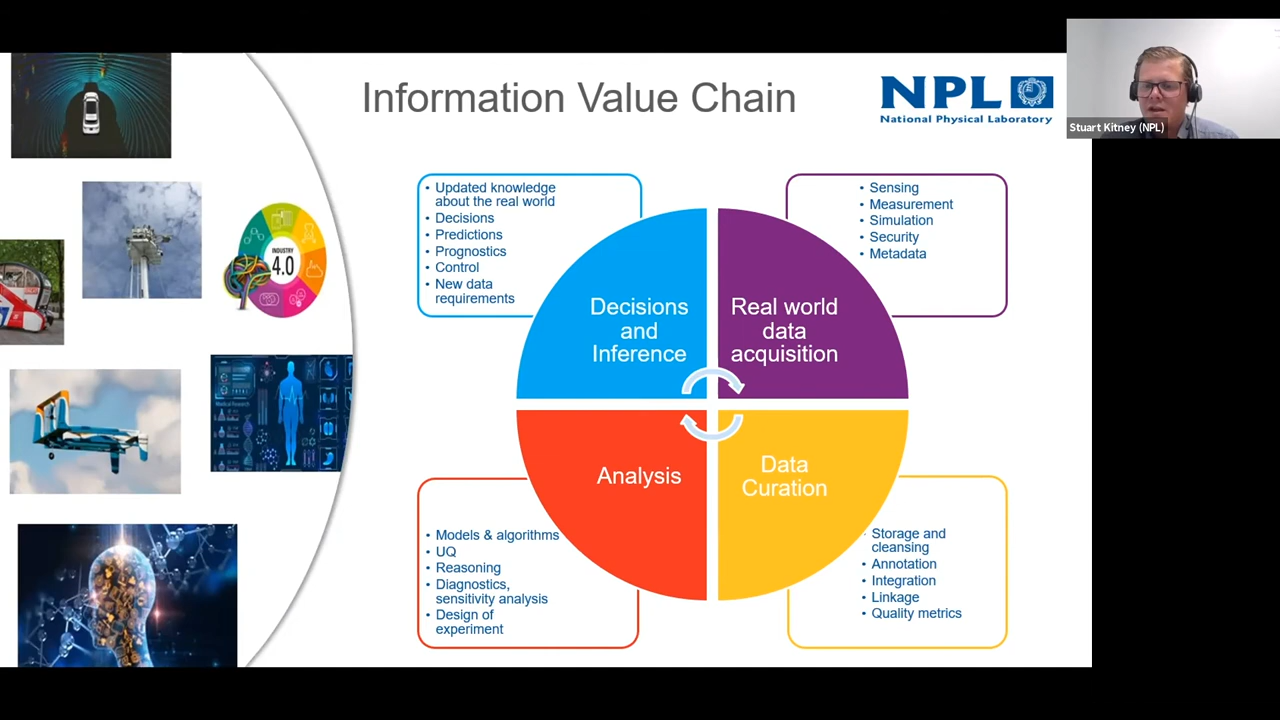 Information Value Chain
NPL
National Physical Laboratory
Stuart Kitney (NPL)
• Updated knowledge
about the real world
• Decisions
• Predictions
• Prognostics
• Control
• New data
requirements
• Sensing
• Measurement
• Simulation
• Security
• Metadata
INDUSTRY
4.0
Decisions
and
Inference
Real world
data
acquisition
Medical Research
Analysis
Data
Curation
• Models & algorithms
• UQ
• Reasoning
• Diagnostics,
sensitivity analysis
• Design of
experiment
• Storage and
cleansing
• Annotation
• Integration
• Linkage
• Quality metrics